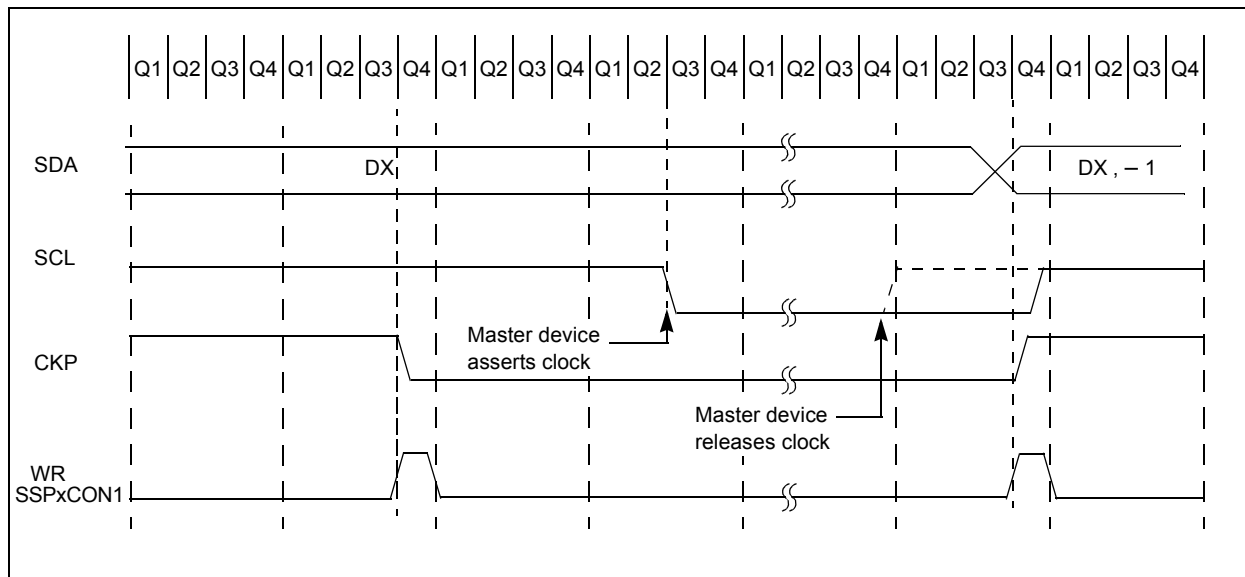 Q1 Q2 Q3 Q4 Q1 Q2 Q3 Q4 Q1 Q2 Q3 Q4 Q1 Q2 Q3 Q4 Q1 Q2 Q3 Q4 Q1 Q2 Q3 Q4 Q1 Q2 Q3 Q4
SDA
DX
DX , – 1
SCL
Master device
asserts clock
CKP
Master device
releases clock
WR
SSPxCON1